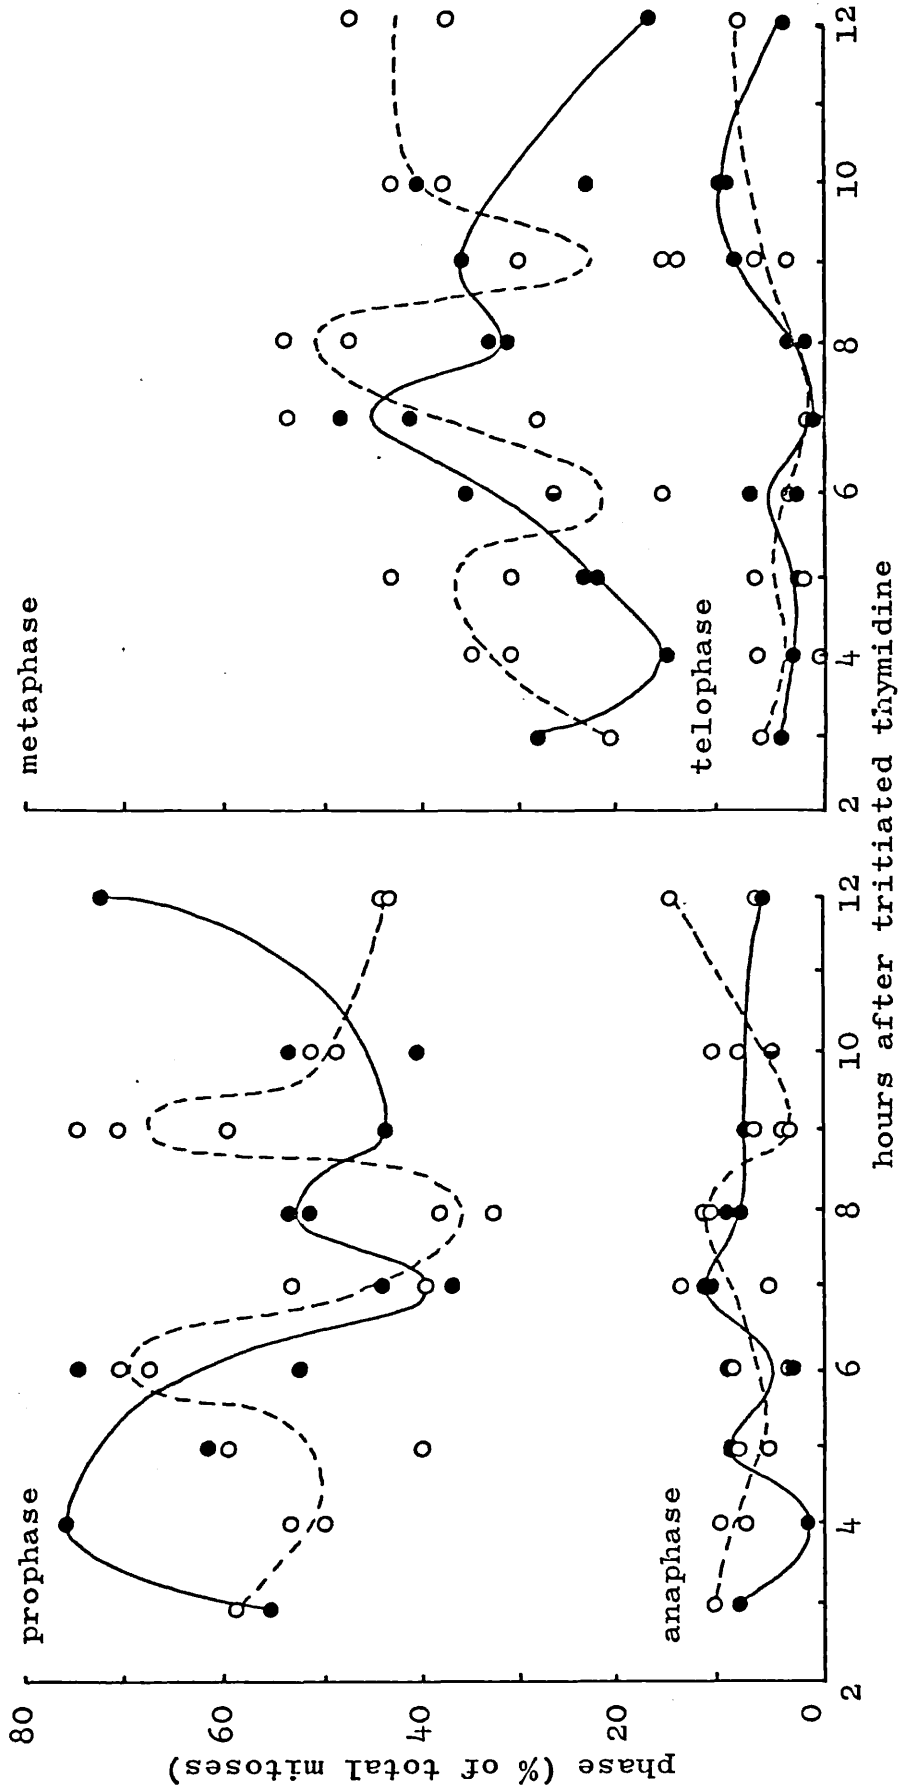 prophase
metaphase
anaphase
telophase
phase (% of total mitoses)
80
60
40
20
0
2 4 6 8 10 12
2 4 6 8 10 12
hours after tritiated thymidine